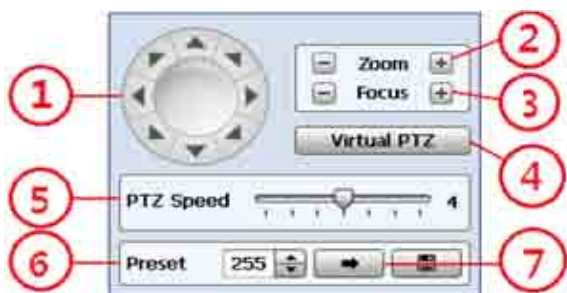 1
2
- Zoom +
3
- Focus +
Virtual PTZ
4
5
PTZ Speed 4
6
Preset 255
7